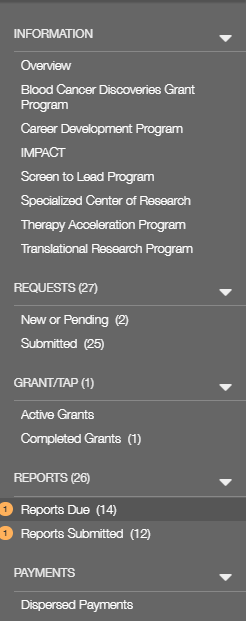 INFORMATION
Overview
Blood Cancer Discoveries Grant
Program
Career Development Program
IMPACT
Screen to Lead Program
Specialized Center of Research
Therapy Acceleration Program
Translational Research Program
REQUESTS (27)
New or Pending (2)
Submitted (25)
GRANT/TAP (1)
Active Grants
Completed Grants (1)
REPORTS (26)
1 Reports Due (14)
1 Reports Submitted (12)
PAYMENTS
Dispersed Payments